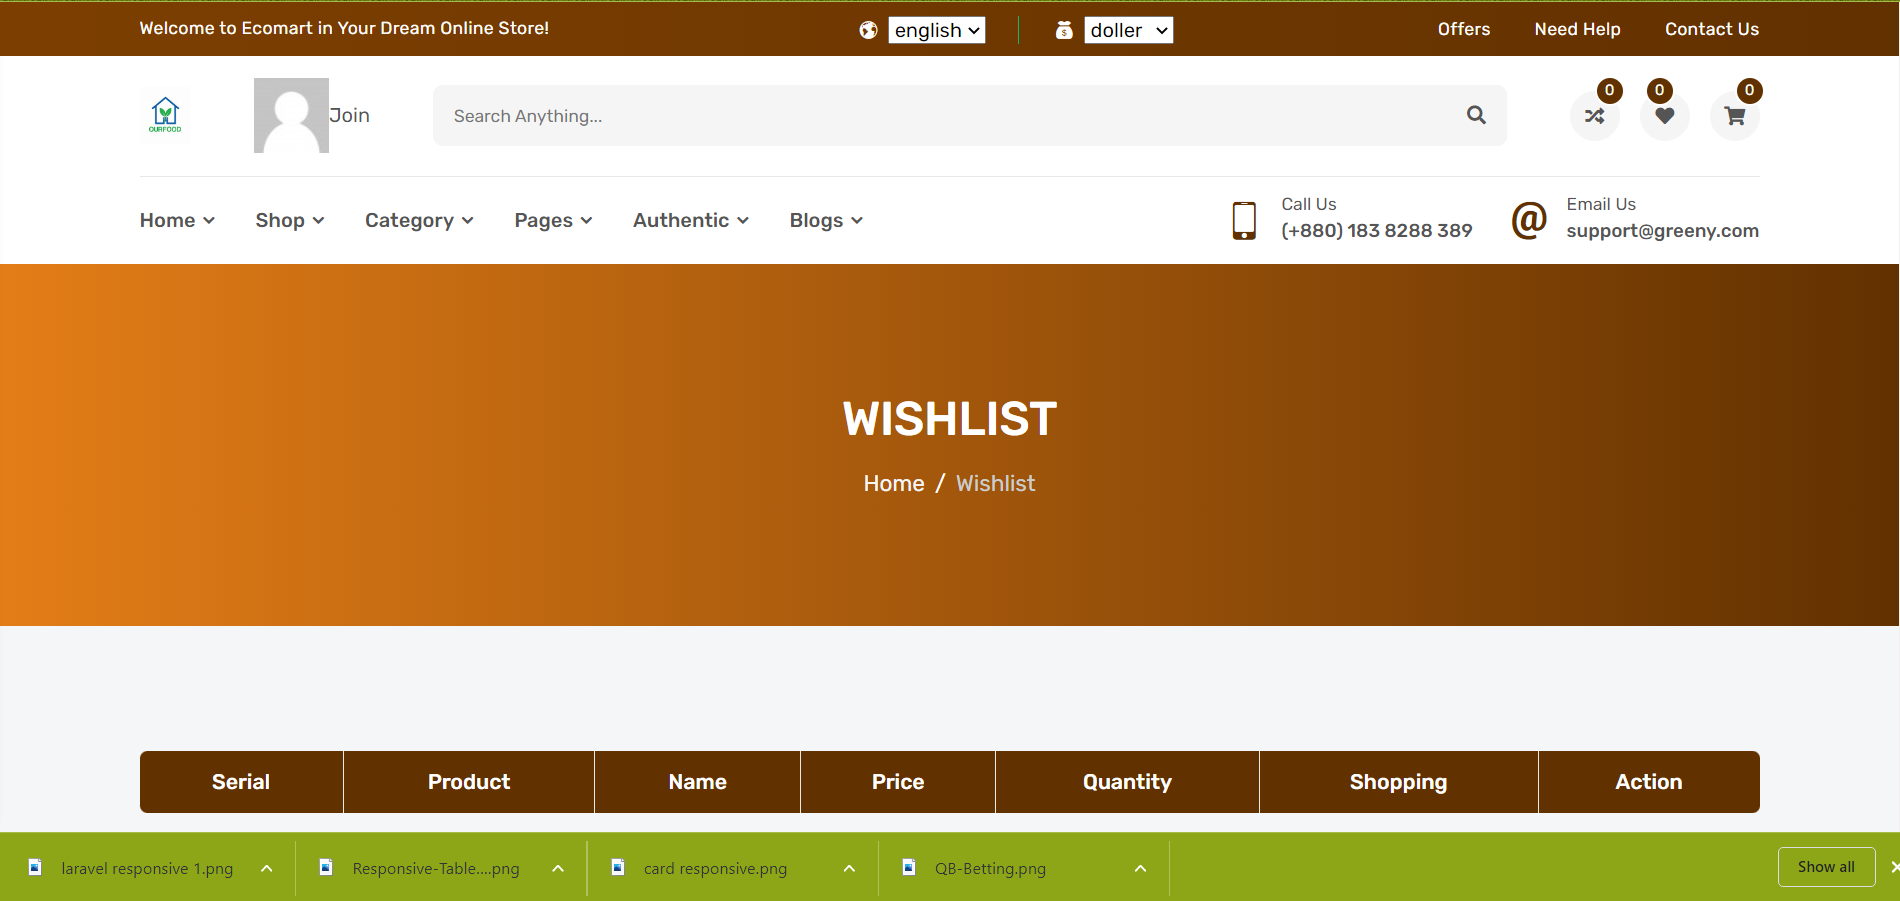 Welcome to Ecomart in Your Dream Online Store!
english
doller
Offers
Need Help
Contact Us
OURFOOD
Join
Search Anything...
0
0
0
Home
Shop
Category
Pages
Authentic
Blogs
Call Us
(+880) 183 8288 389
@
Email Us
support@greeny.com
WISHLIST
Home / Wishlist
Serial
Product
Name
Price
Quantity
Shopping
Action
laravel responsive 1.png
Responsive-Table....png
card responsive.png
QB-Betting.png
Show all